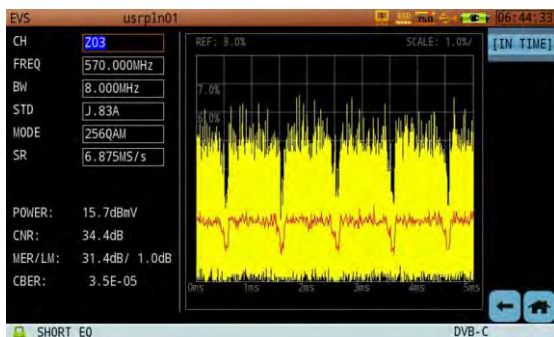 EVS usrpln01 750 06:44:33
CH Z03
FREQ 570.000MHz
BW 8.000MHz
STD J.83A
MODE 256QAM
SR 6.875MS/s
POWER: 15.7dBmV
CNR: 34.4dB
MER/LM: 31.4dB/ 1.0dB
CBER: 3.5E-05
REF: 8.0% SCALE: 1.0%/
7.0%
6.0%
0ms 1ms 2ms 3ms 4ms 5ms
[IN TIME]
SHORT EQ DVB-C